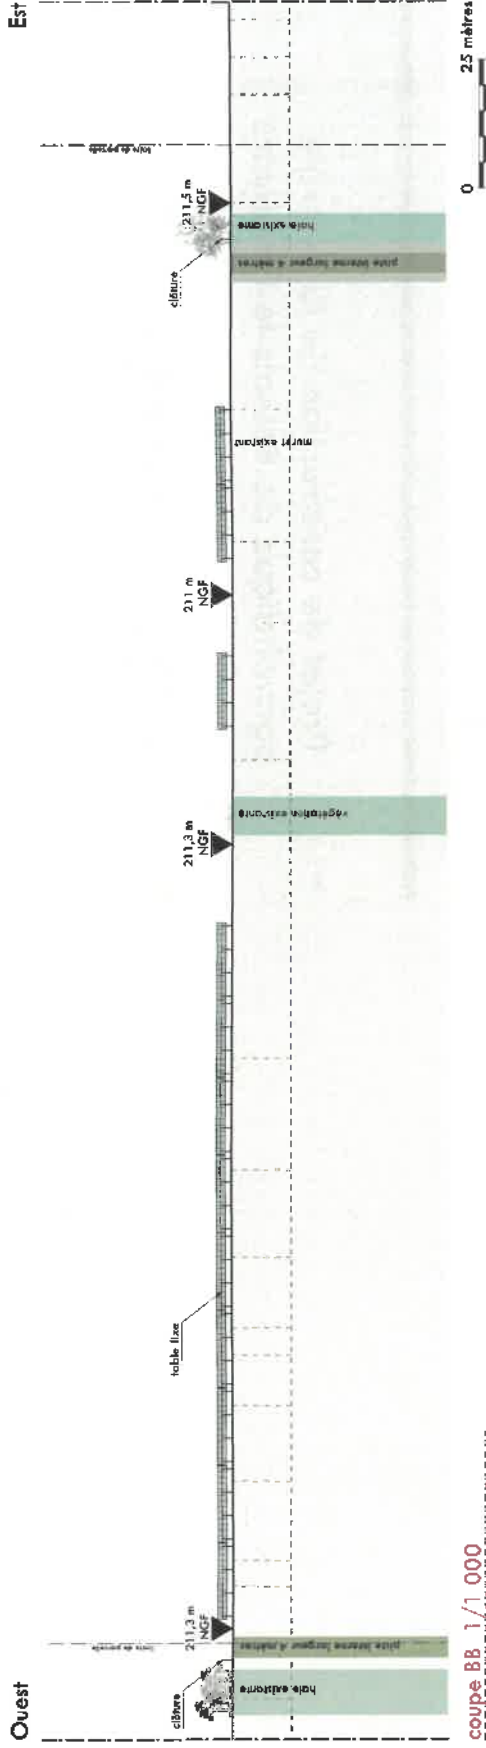 Ouest
Est
clôture
211,3 m
NGF
table fixe
211,3 m
NGF
211 m
NGF
clôture
211,5 m
NGF
haie existante
piste interne largeur 4 mètres
végétation existante
muret existant
piste interne largeur 4 mètres
haie existante
coupe BB 1/1 000
0
25 mètres